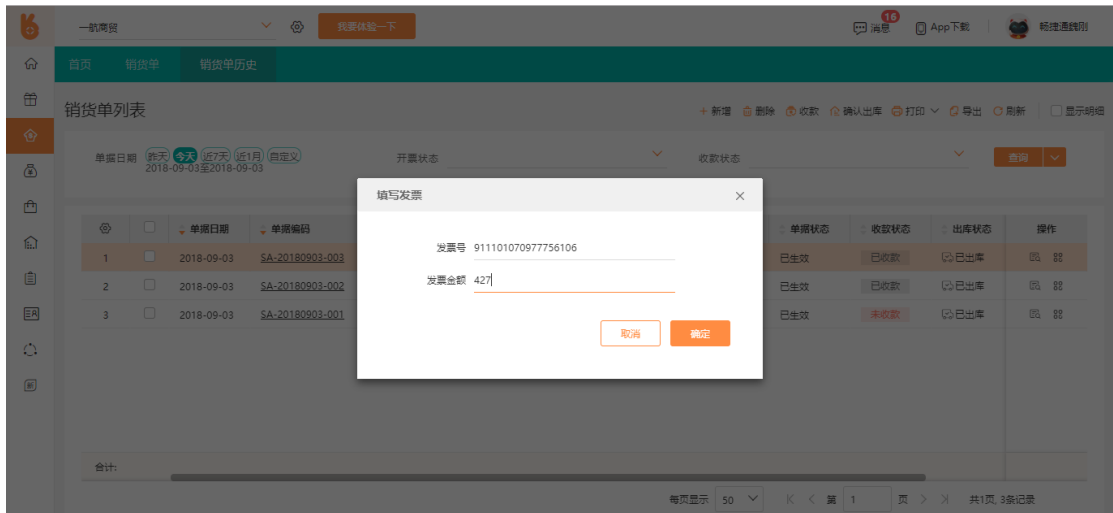 一航商贸 我要体验一下 16 消息 App下载 畅捷通魏刚
首页 销货单 销货单历史
销货单列表 新增 删除 收款 确认出库 打印 导出 刷新 显示明细
单据日期 昨天 今天 近7天 近1月 自定义 开票状态 收款状态 查询
2018-09-03至2018-09-03
填写发票
单据日期 单据编码 单据状态 收款状态 出库状态 操作
发票号 911101070977756106
1 2018-09-03 SA-20180903-003 已生效 已收款 已出库
发票金额 427
2 2018-09-03 SA-20180903-002 已生效 已收款 已出库
3 2018-09-03 SA-20180903-001 已生效 未收款 已出库
取消 确定
合计:
每页显示 50 第 1 页 共1页, 3条记录